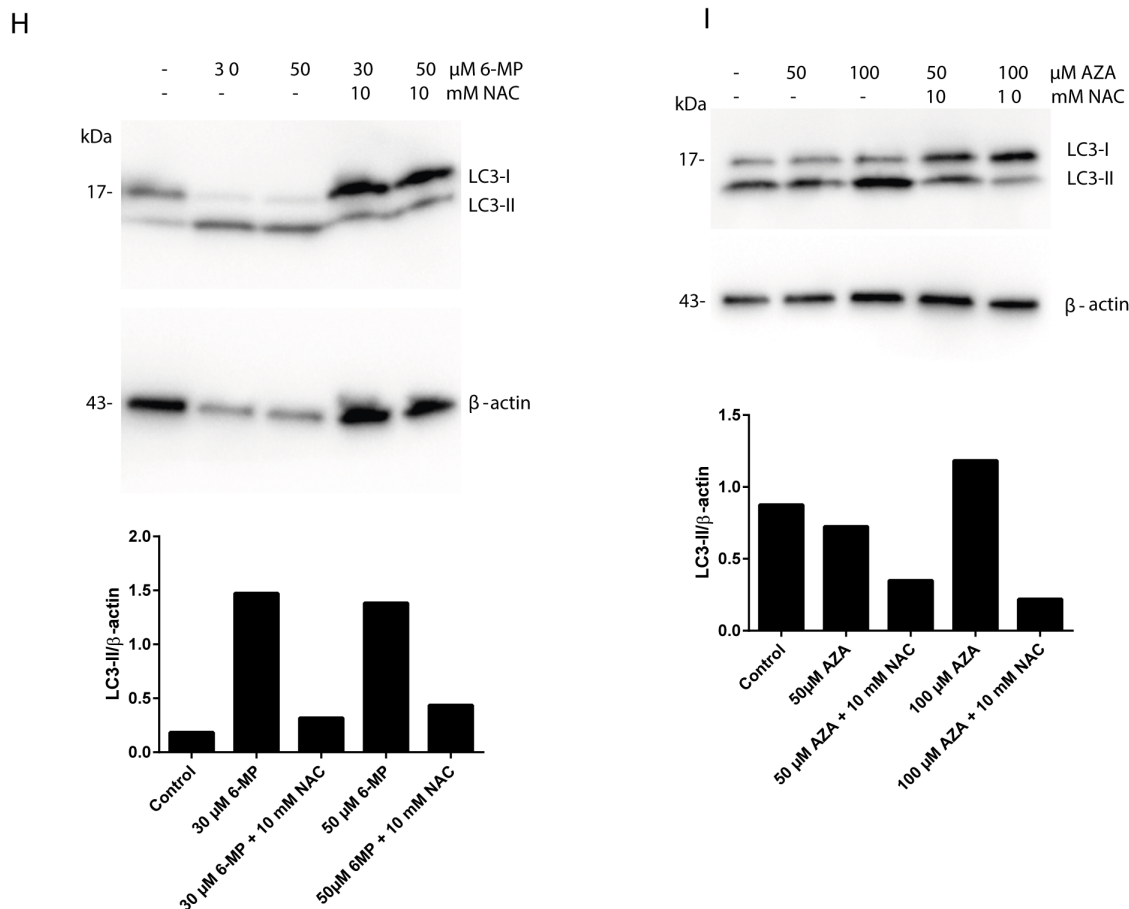 H
- 3 0 50 30 50 μM 6-MP
- - - 10 10 mM NAC
kDa
17-
LC3-I
LC3-II
43-
β-actin
2.0
1.5
1.0
0.5
0.0
LC3-II/β-actin
Control
30 μM 6-MP
30 μM 6-MP + 10 mM NAC
50 μM 6-MP
50μM 6MP + 10 mM NAC
I
- 50 100 50 100 μM AZA
- - - 10 1 0 mM NAC
kDa
17-
LC3-I
LC3-II
43-
β- actin
1.5
1.0
0.5
0.0
LC3-II/β-actin
Control
50μM AZA
50 μM AZA + 10 mM NAC
100 μM AZA
100 μM AZA + 10 mM NAC